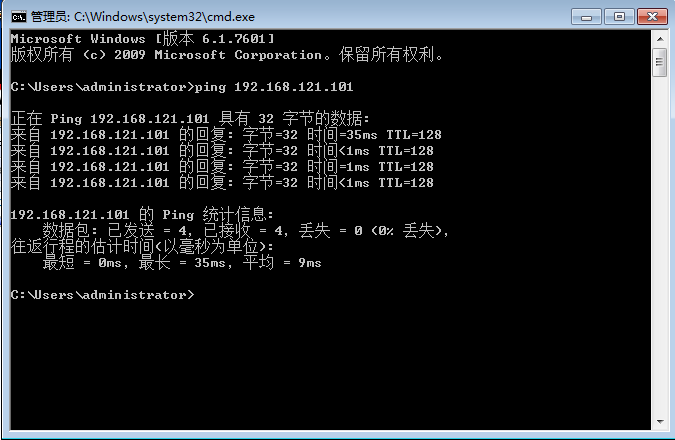 管理员: C:\Windows\system32\cmd.exe
Microsoft Windows [版本 6.1.7601]
版权所有 (c) 2009 Microsoft Corporation。保留所有权利。
C:\Users\administrator>ping 192.168.121.101
正在 Ping 192.168.121.101 具有 32 字节的数据:
来自 192.168.121.101 的回复: 字节=32 时间=35ms TTL=128
来自 192.168.121.101 的回复: 字节=32 时间<1ms TTL=128
来自 192.168.121.101 的回复: 字节=32 时间=1ms TTL=128
来自 192.168.121.101 的回复: 字节=32 时间<1ms TTL=128
192.168.121.101 的 Ping 统计信息:
数据包: 已发送 = 4, 已接收 = 4, 丢失 = 0 (0% 丢失),
往返行程的估计时间(以毫秒为单位):
最短 = 0ms, 最长 = 35ms, 平均 = 9ms
C:\Users\administrator>